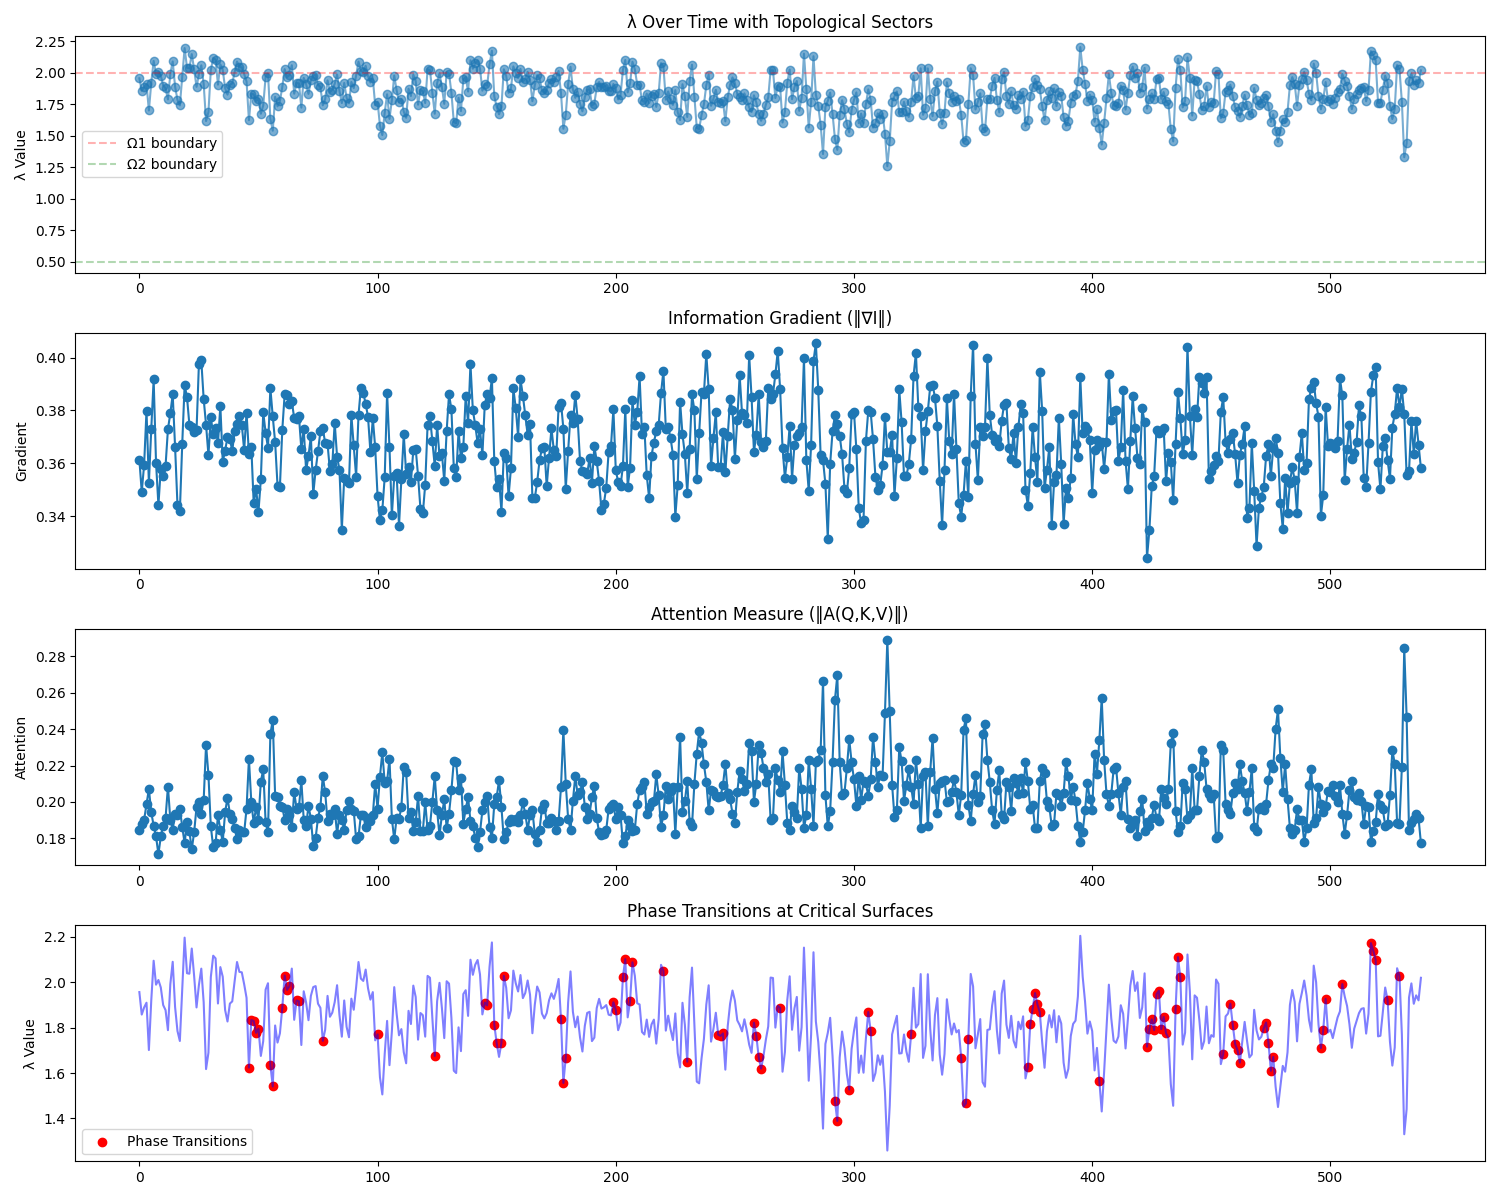 λ Over Time with Topological Sectors
2.25
2.00
1.75
1.50
1.25
1.00
0.75
0.50
λ Value
Ω1 boundary
Ω2 boundary
0 100 200 300 400 500
Information Gradient (‖∇I‖)
0.40
0.38
0.36
0.34
Gradient
0 100 200 300 400 500
Attention Measure (‖A(Q,K,V)‖)
0.28
0.26
0.24
0.22
0.20
0.18
Attention
0 100 200 300 400 500
Phase Transitions at Critical Surfaces
2.2
2.0
1.8
1.6
1.4
λ Value
Phase Transitions
0 100 200 300 400 500